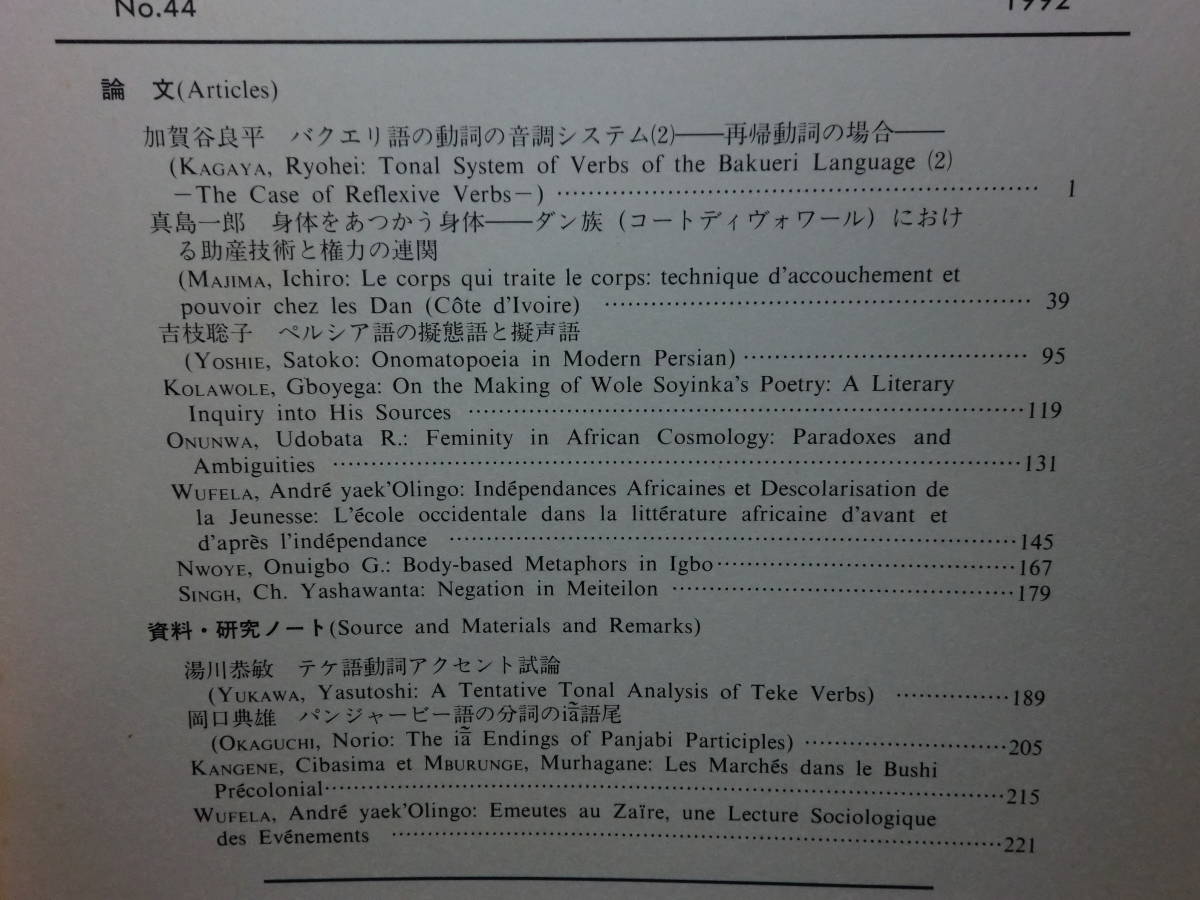 No.44 1992
論 文(Articles)
加賀谷良平 バクエリ語の動詞の音調システム(2)――再帰動詞の場合――
(KAGAYA, Ryohei: Tonal System of Verbs of the Bakueri Language (2)
－The Case of Reflexive Verbs－) …………………………………………………… 1
真島一郎 身体をあつかう身体――ダン族（コートディヴォワール）におけ
る助産技術と権力の連関
(MAJIMA, Ichiro: Le corps qui traite le corps: technique d'accouchement et
pouvoir chez les Dan (Côte d'Ivoire) ……………………………………………… 39
吉枝聡子 ペルシア語の擬態語と擬声語
(YOSHIE, Satoko: Onomatopoeia in Modern Persian) ……………………………… 95
KOLAWOLE, Gboyega: On the Making of Wole Soyinka's Poetry: A Literary
Inquiry into His Sources ……………………………………………………………119
ONUNWA, Udobata R.: Feminity in African Cosmology: Paradoxes and
Ambiguities ……………………………………………………………………………131
WUFELA, André yaek'Olingo: Indépendances Africaines et Descolarisation de
la Jeunesse: L'école occidentale dans la littérature africaine d'avant et
d'après l'indépendance ………………………………………………………………145
NWOYE, Onuigbo G.: Body-based Metaphors in Igbo…………………………………167
SINGH, Ch. Yashawanta: Negation in Meiteilon ……………………………………179
資料・研究ノート(Source and Materials and Remarks)
湯川恭敏 テケ語動詞アクセント試論
(YUKAWA, Yasutoshi: A Tentative Tonal Analysis of Teke Verbs) ……………189
岡口典雄 パンジャービー語の分詞のiā̃語尾
(OKAGUCHI, Norio: The iā̃ Endings of Panjabi Participles) ………………………205
KANGENE, Cibasima et MBURUNGE, Murhagane: Les Marchés dans le Bushi
Précolonial……………………………………………………………………………215
WUFELA, André yaek'Olingo: Emeutes au Zaïre, une Lecture Sociologique
des Evénements ………………………………………………………………………221